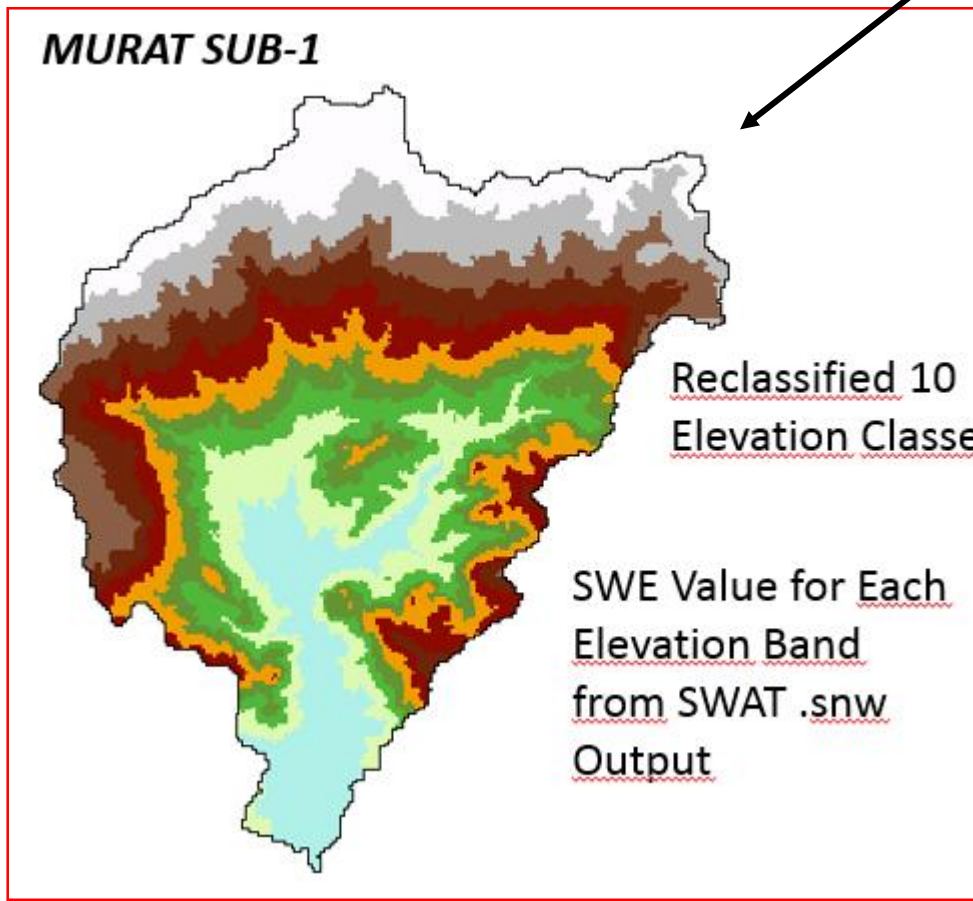 MURAT SUB-1
Reclassified 10
Elevation Classe
SWE Value for Each
Elevation Band
from SWAT .snw
Output